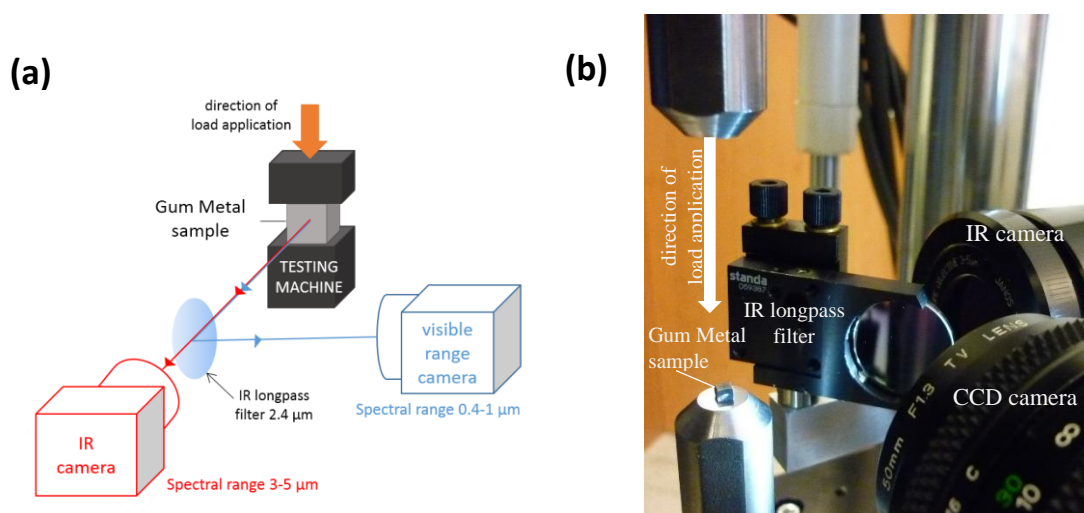 (a)
direction of
load application
Gum Metal
sample
TESTING
MACHINE
visible
range
camera
IR longpass
filter 2.4 µm
Spectral range 0.4-1 µm
IR
camera
Spectral range 3-5 µm
(b)
direction of
load application
IR camera
standa
IR longpass
filter
Gum Metal
sample
CCD camera
50mm F1.3 TV LENS
C
30
10
∞